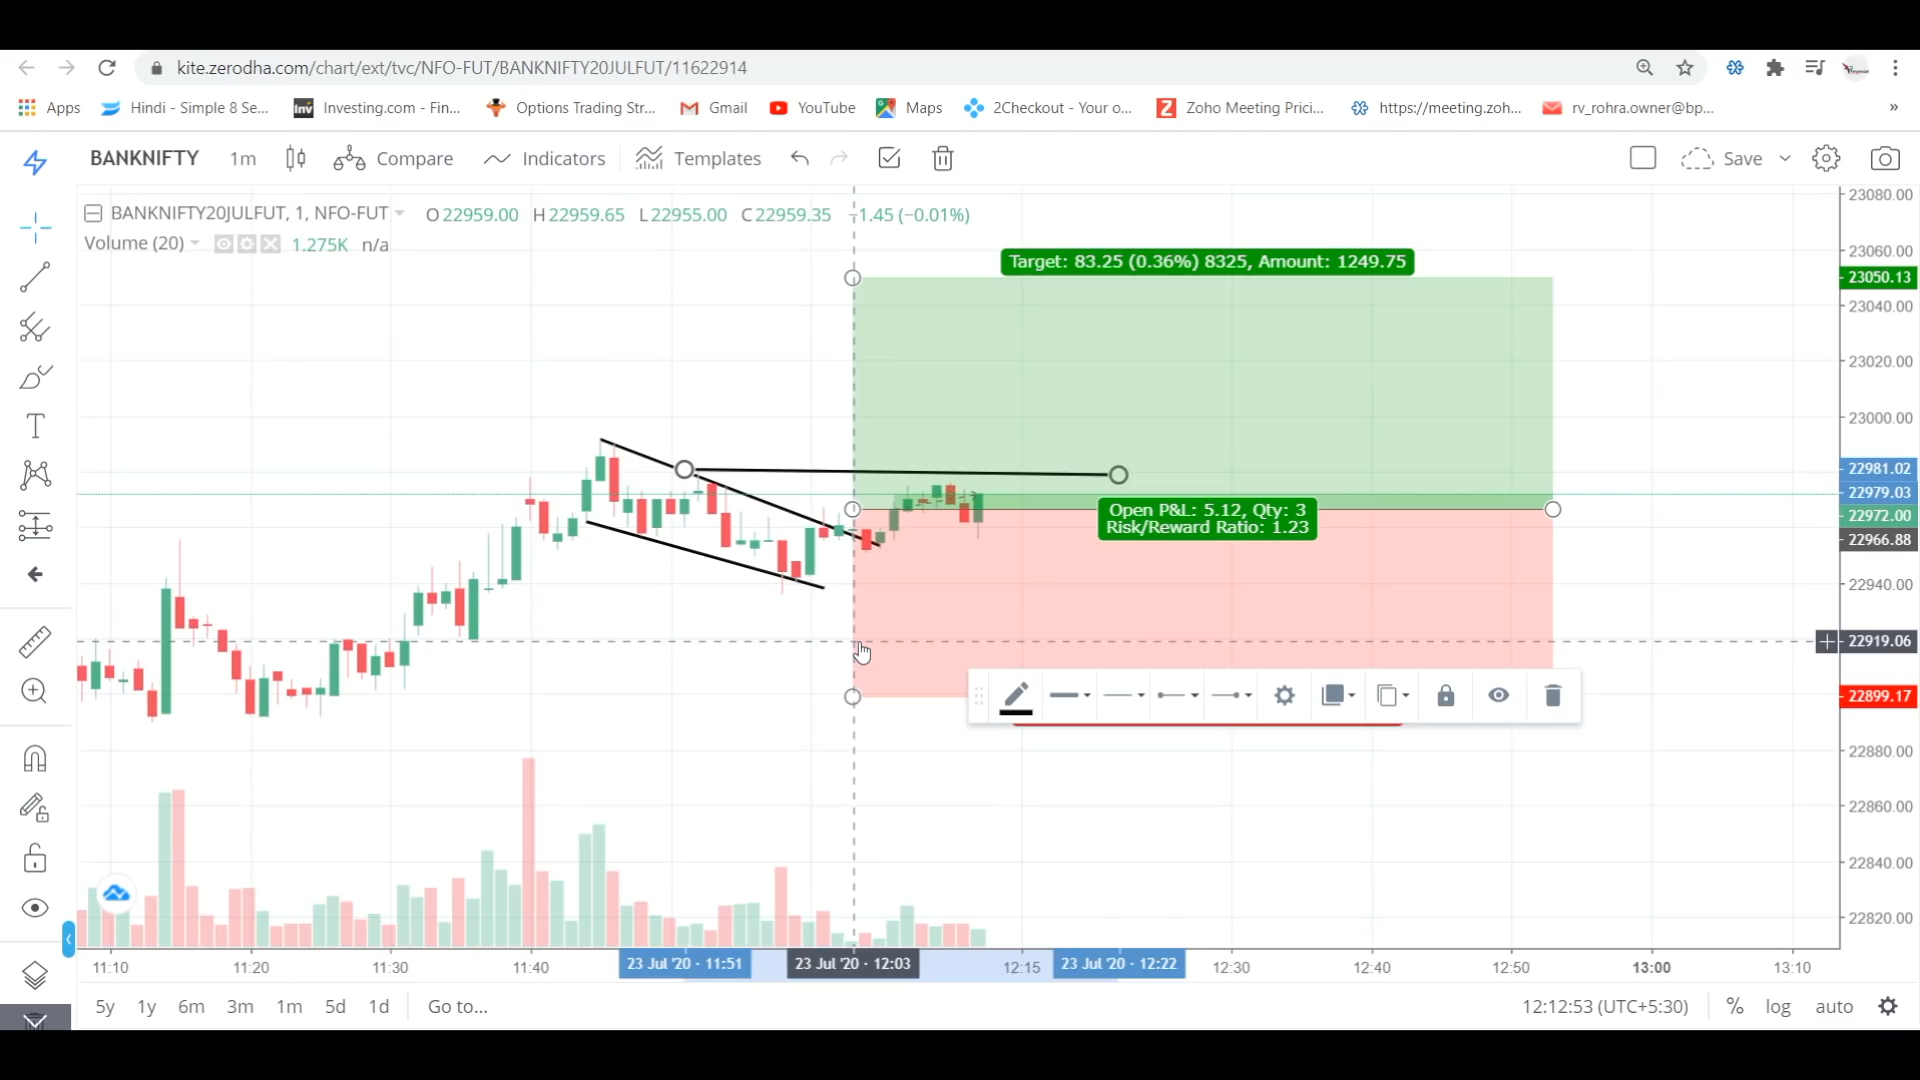 kite.zerodha.com/chart/ext/tvc/NFO-FUT/BANKNIFTY20JULFUT/11622914
Apps Hindi - Simple 8 Se... Inv Investing.com - Fin... Options Trading Str... Gmail YouTube Maps 2Checkout - Your o... Z Zoho Meeting Prici... https://meeting.zoh... rv_rohra.owner@bp... »
BANKNIFTY 1m Compare Indicators Templates Save
BANKNIFTY20JULFUT, 1, NFO-FUT O22959.00 H22959.65 L22955.00 C22959.35 −1.45 (−0.01%)
Volume (20) 1.275K n/a
Target: 83.25 (0.36%) 8325, Amount: 1249.75
Open P&L: 5.12, Qty: 3
Risk/Reward Ratio: 1.23
23080.00
23060.00
23050.13
23040.00
23020.00
23000.00
22981.02
22979.03
22972.00
22966.88
22940.00
22919.06
22899.17
22880.00
22860.00
22840.00
22820.00
11:10 11:20 11:30 11:40 23 Jul '20 - 11:51 23 Jul '20 - 12:03 12:15 23 Jul '20 - 12:22 12:30 12:40 12:50 13:00 13:10
5y 1y 6m 3m 1m 5d 1d Go to... 12:12:53 (UTC+5:30) % log auto